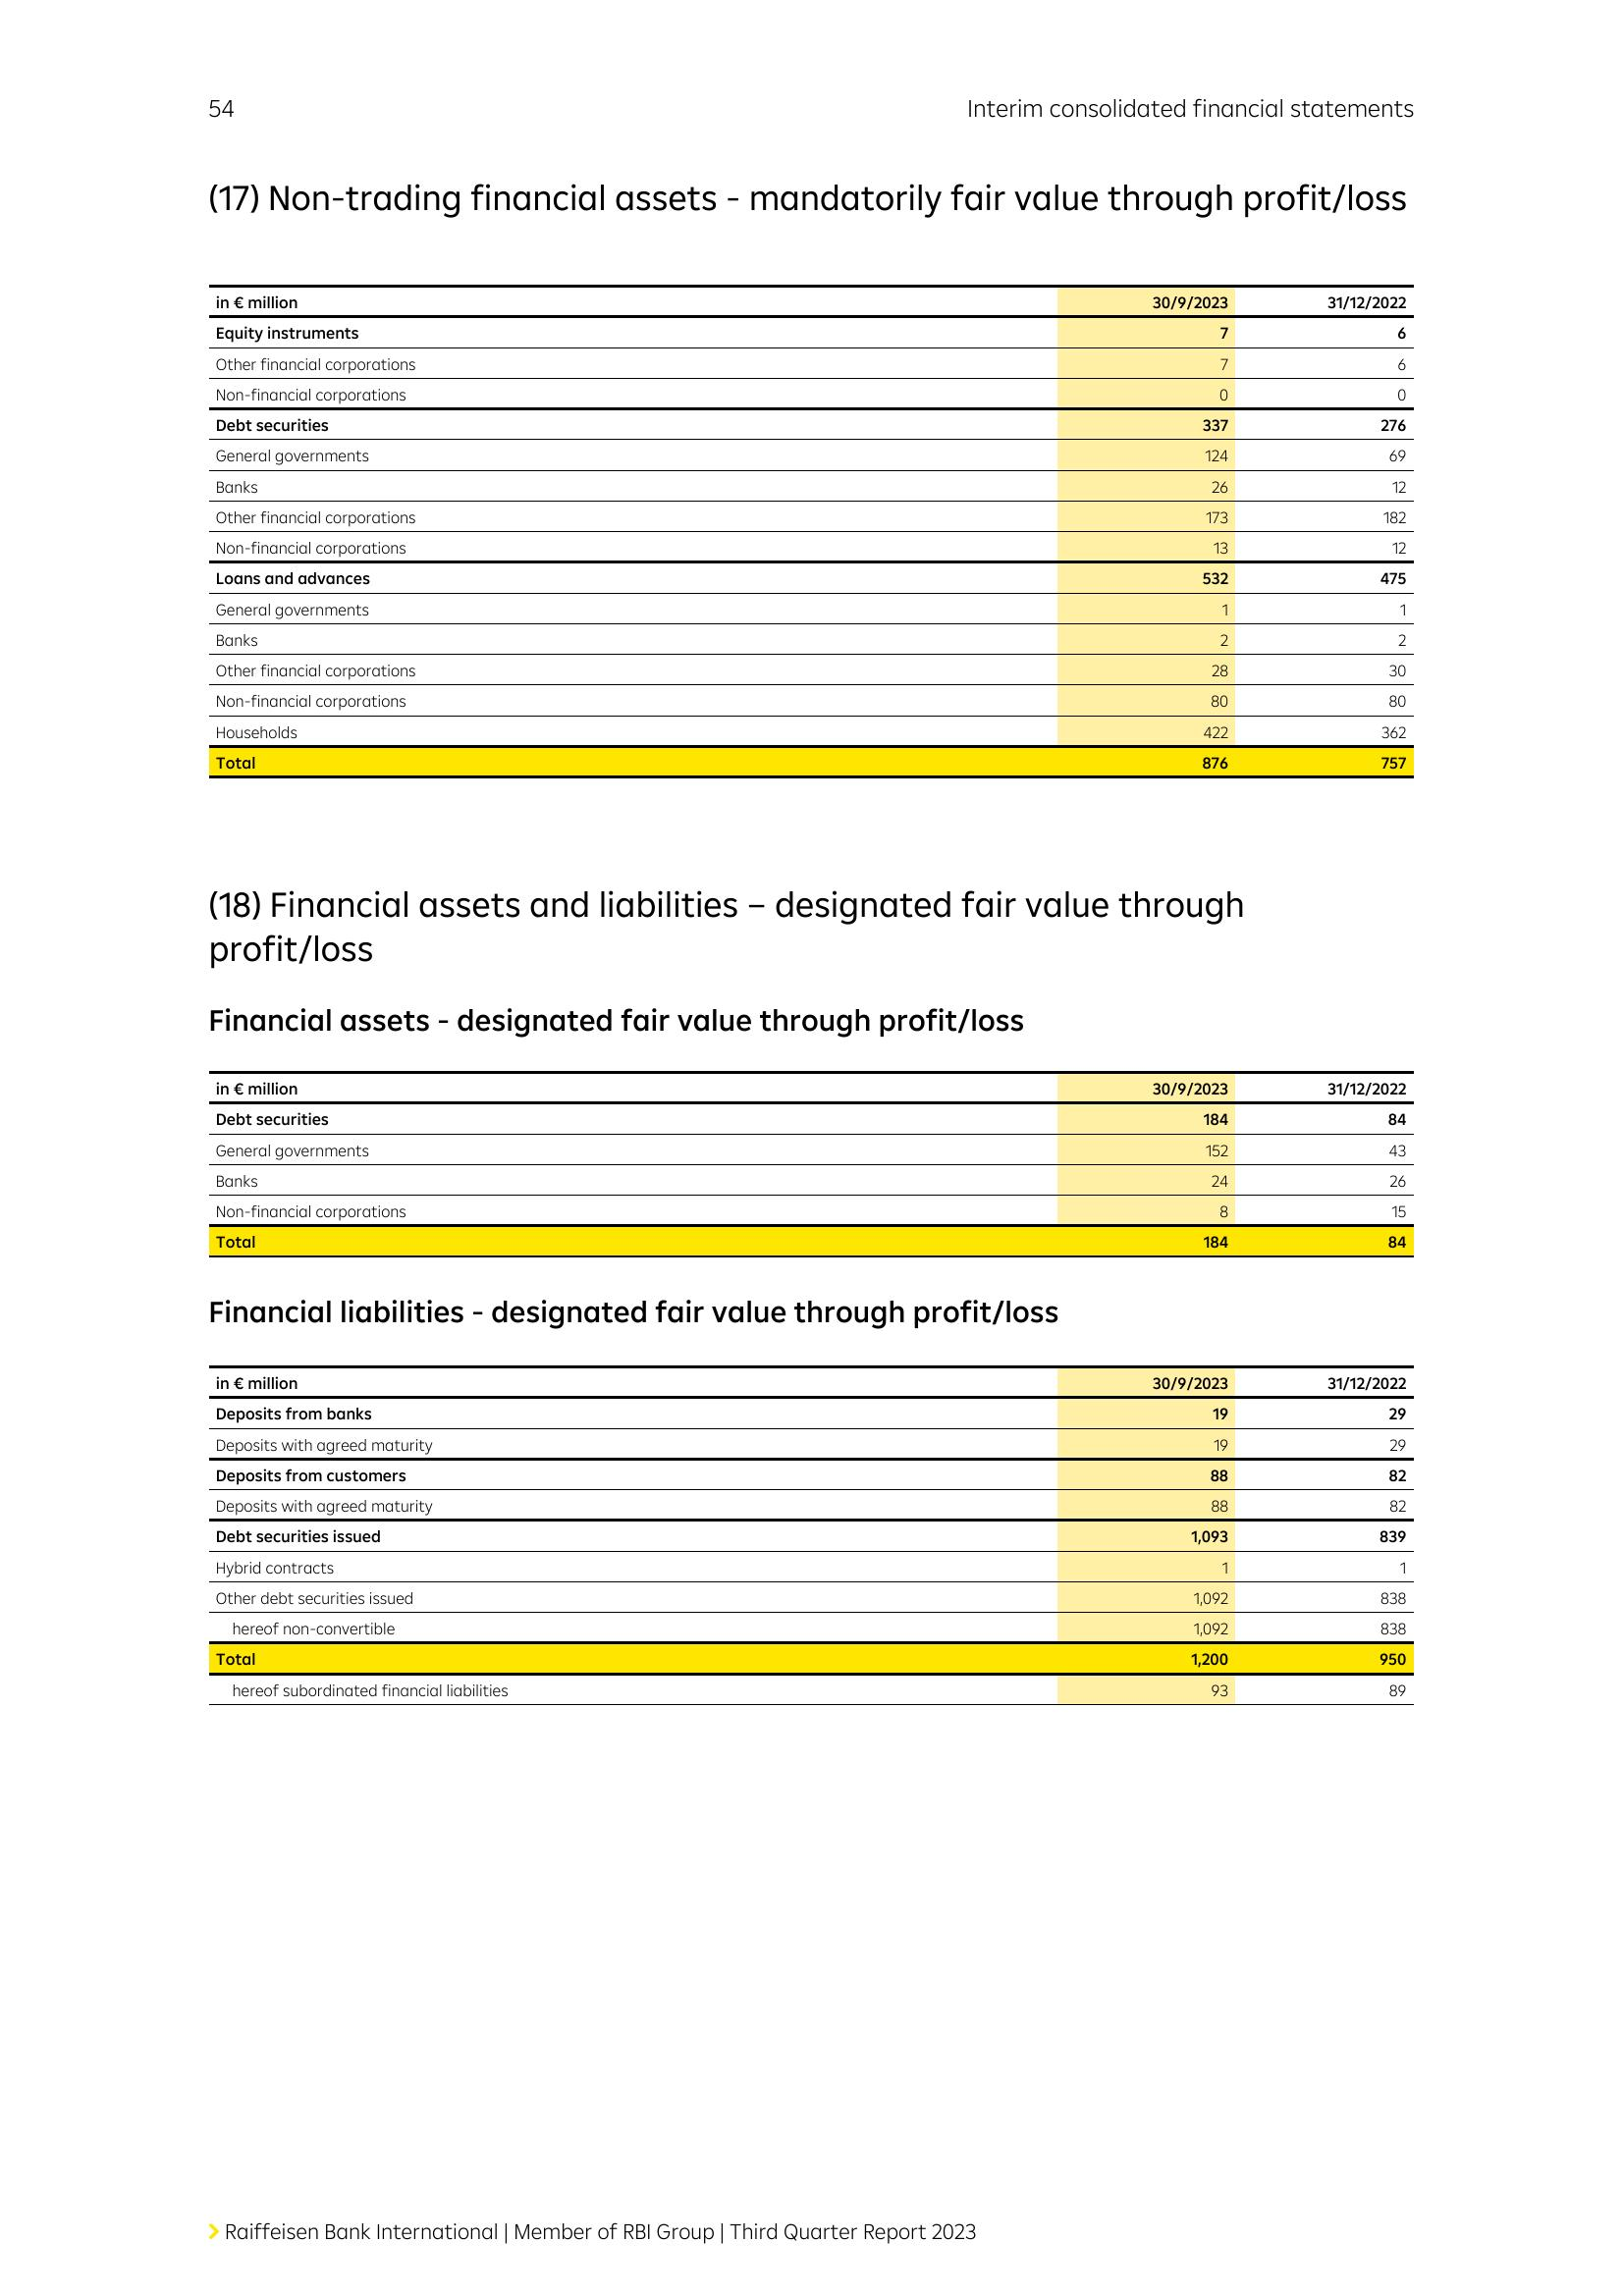 54 Interim consolidated financial statements
(17) Non-trading financial assets - mandatorily fair value through profit/loss
in € million 30/9/2023 31/12/2022
Equity instruments 7 6
Other financial corporations 7 6
Non-financial corporations 0 0
Debt securities 337 276
General governments 124 69
Banks 26 12
Other financial corporations 173 182
Non-financial corporations 13 12
Loans and advances 532 475
General governments 1 1
Banks 2 2
Other financial corporations 28 30
Non-financial corporations 80 80
Households 422 362
Total 876 757
(18) Financial assets and liabilities – designated fair value through
profit/loss
Financial assets - designated fair value through profit/loss
in € million 30/9/2023 31/12/2022
Debt securities 184 84
General governments 152 43
Banks 24 26
Non-financial corporations 8 15
Total 184 84
Financial liabilities - designated fair value through profit/loss
in € million 30/9/2023 31/12/2022
Deposits from banks 19 29
Deposits with agreed maturity 19 29
Deposits from customers 88 82
Deposits with agreed maturity 88 82
Debt securities issued 1,093 839
Hybrid contracts 1 1
Other debt securities issued 1,092 838
hereof non-convertible 1,092 838
Total 1,200 950
hereof subordinated financial liabilities 93 89
Raiffeisen Bank International | Member of RBI Group | Third Quarter Report 2023